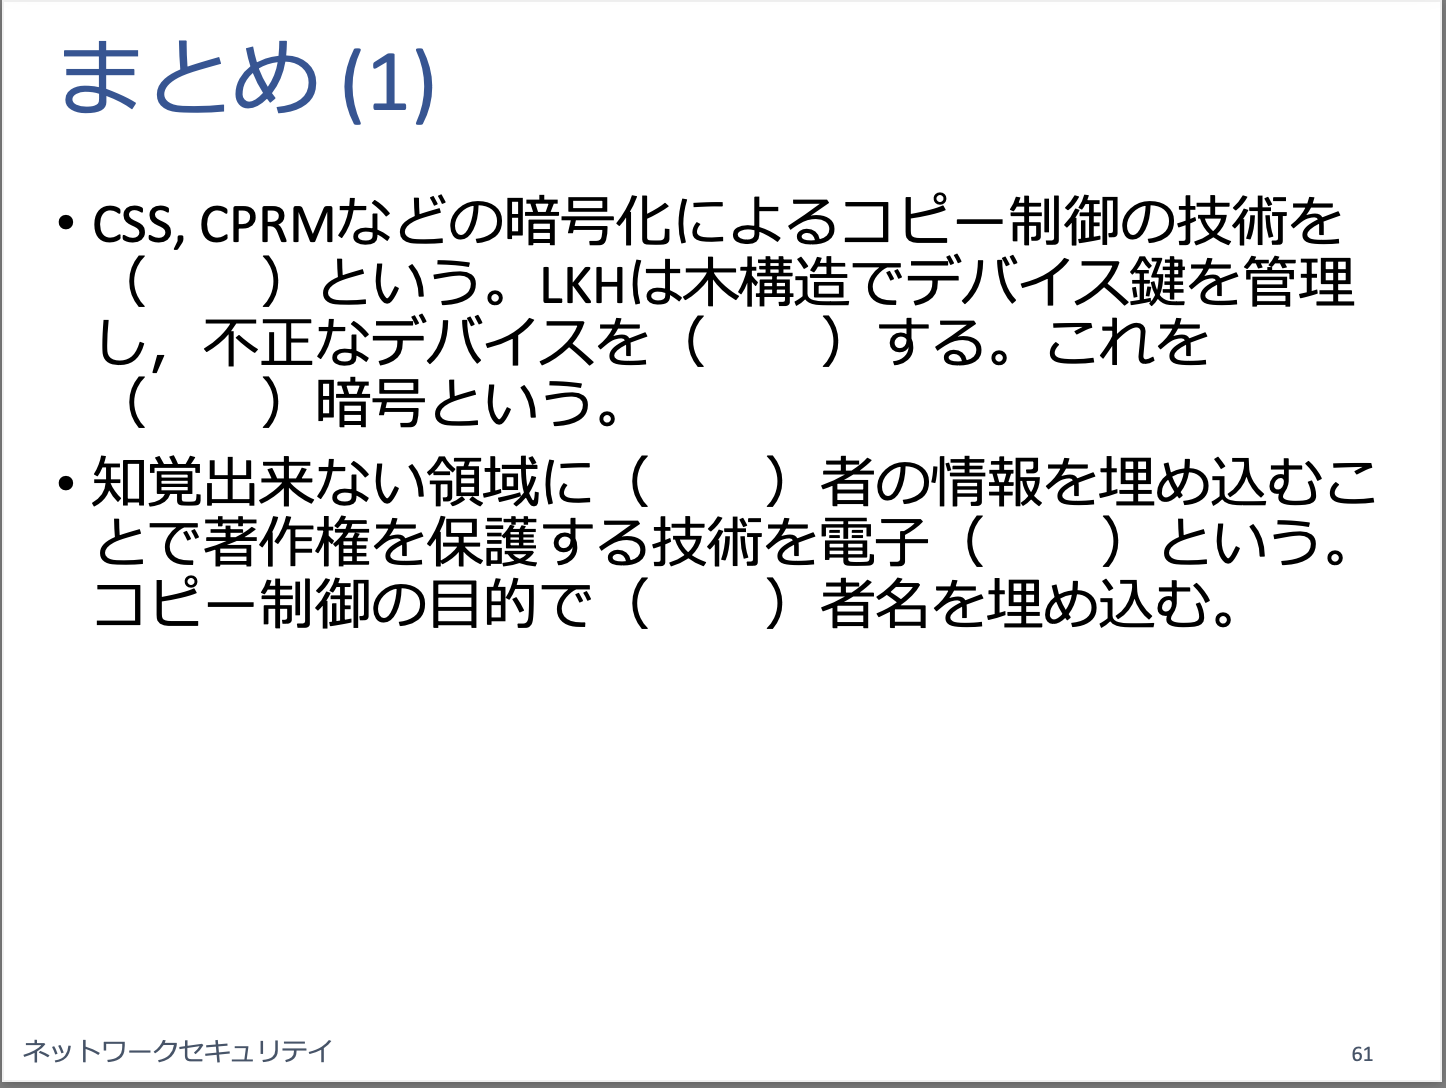 まとめ (1)
• CSS, CPRMなどの暗号化によるコピー制御の技術を
（　　）という。LKHは木構造でデバイス鍵を管理
し，不正なデバイスを（　　）する。これを
（　　）暗号という。
• 知覚出来ない領域に（　　）者の情報を埋め込むこ
とで著作権を保護する技術を電子（　　）という。
コピー制御の目的で（　　）者名を埋め込む。
ネットワークセキュリテイ
61